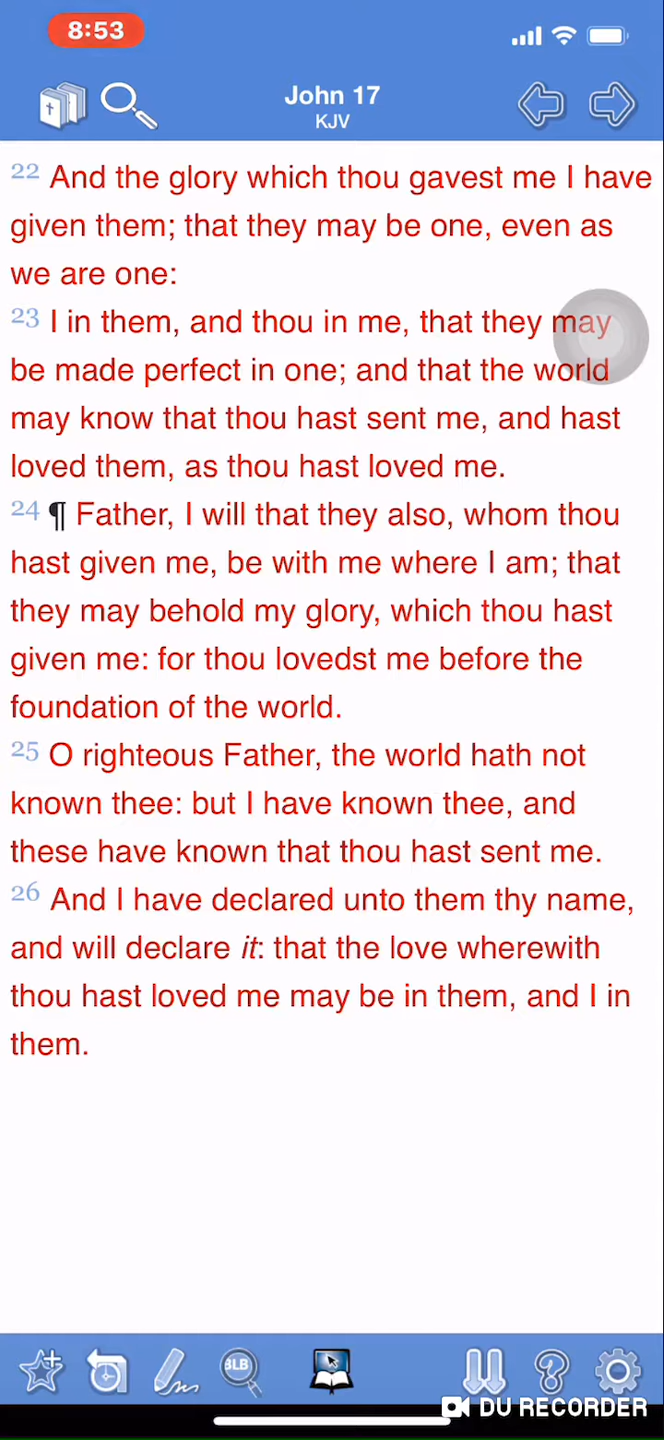 8:53
John 17
KJV
22 And the glory which thou gavest me I have
given them; that they may be one, even as
we are one:
23 I in them, and thou in me, that they may
be made perfect in one; and that the world
may know that thou hast sent me, and hast
loved them, as thou hast loved me.
24 ¶ Father, I will that they also, whom thou
hast given me, be with me where I am; that
they may behold my glory, which thou hast
given me: for thou lovedst me before the
foundation of the world.
25 O righteous Father, the world hath not
known thee: but I have known thee, and
these have known that thou hast sent me.
26 And I have declared unto them thy name,
and will declare it: that the love wherewith
thou hast loved me may be in them, and I in
them.
BLB
DU RECORDER